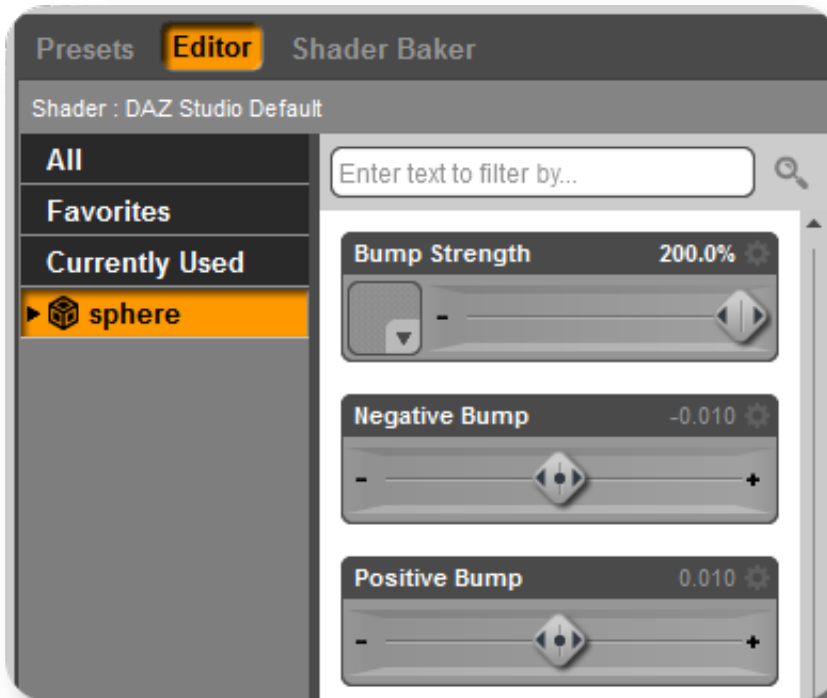 Presets Editor Shader Baker
Shader : DAZ Studio Default
All
Favorites
Currently Used
sphere
Enter text to filter by...
Bump Strength 200.0%
-
Negative Bump -0.010
- +
Positive Bump 0.010
- +